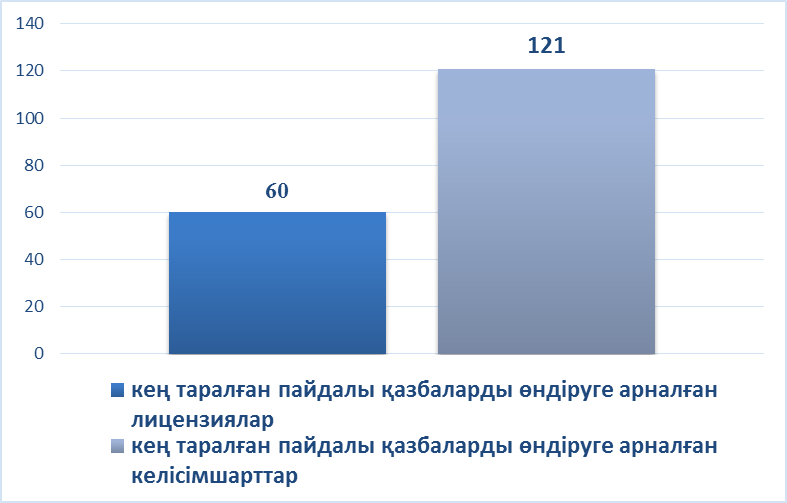 140
121
120
100
80
60
60
40
20
0
кең таралған пайдалы қазбаларды өндіруге арналған
лицензиялар
кең таралған пайдалы қазбаларды өндіруге арналған
келісімшарттар